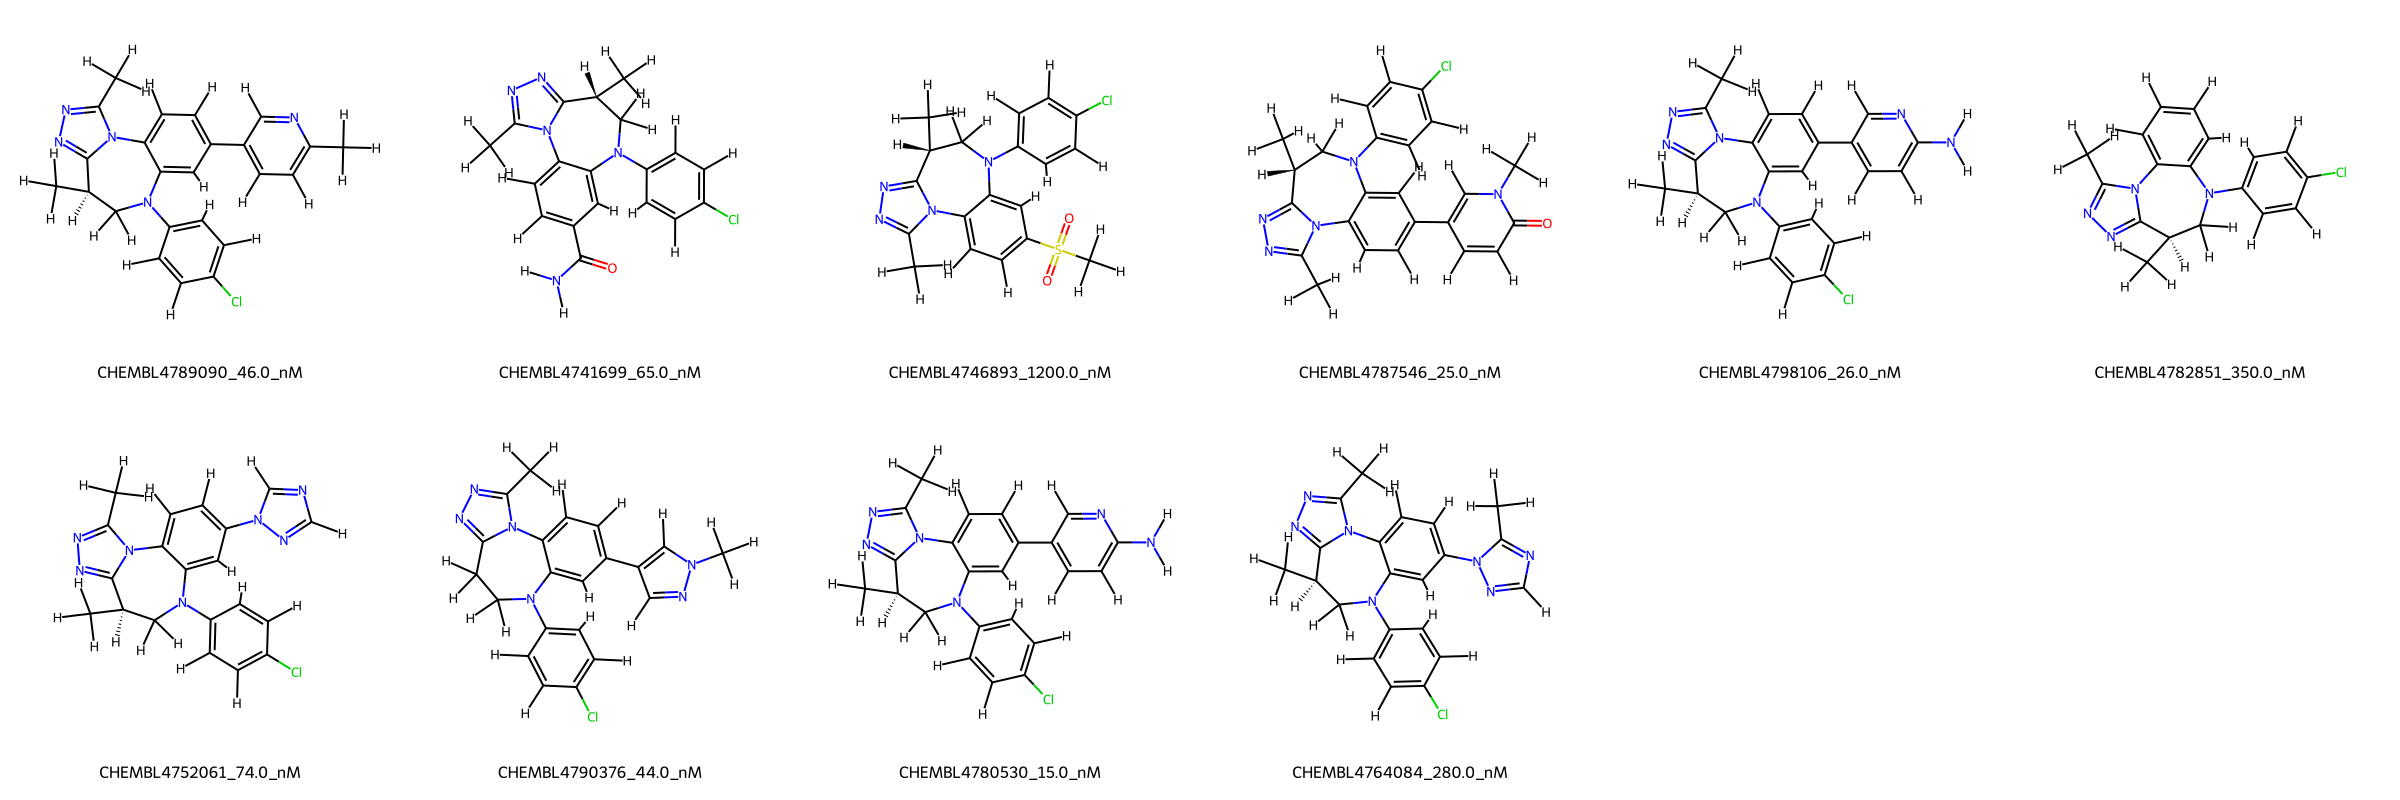 CHEMBL4789090_46.0_nM
CHEMBL4741699_65.0_nM
CHEMBL4746893_1200.0_nM
CHEMBL4787546_25.0_nM
CHEMBL4798106_26.0_nM
CHEMBL4782851_350.0_nM
CHEMBL4752061_74.0_nM
CHEMBL4790376_44.0_nM
CHEMBL4780530_15.0_nM
CHEMBL4764084_280.0_nM